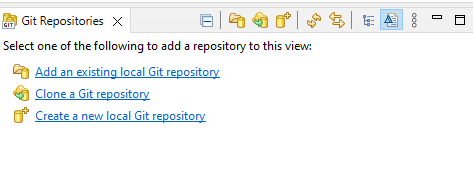 Git Repositories
Select one of the following to add a repository to this view:
Add an existing local Git repository
Clone a Git repository
Create a new local Git repository